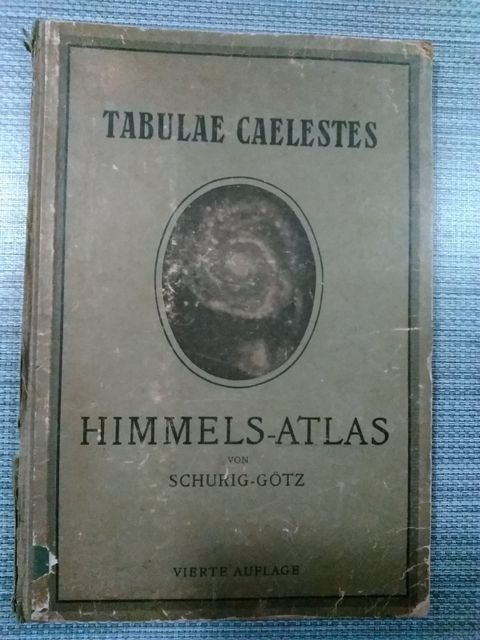 TABULAE CAELESTES
HIMMELS-ATLAS
VON
SCHURIG-GÖTZ
VIERTE AUFLAGE